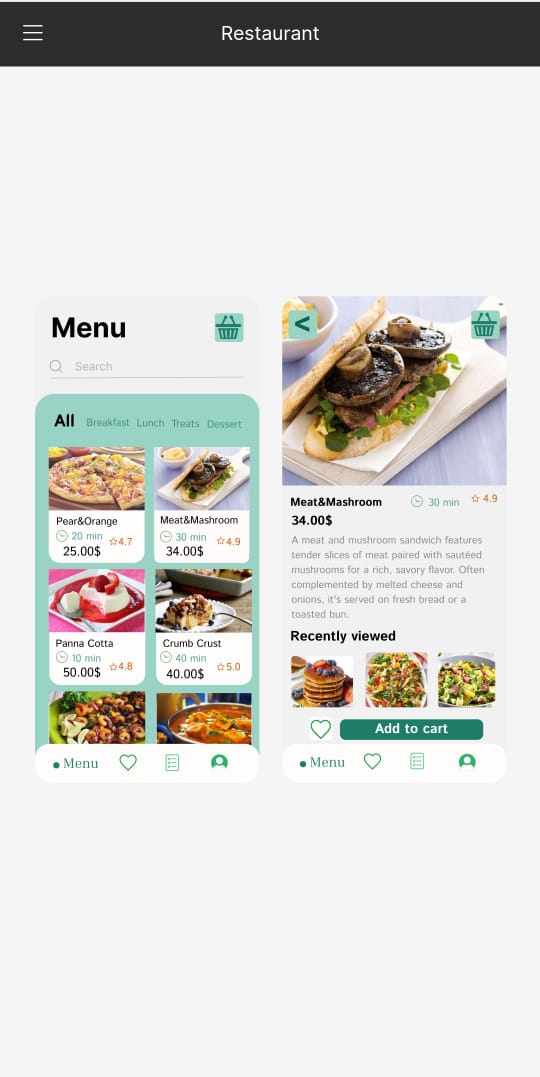 Restaurant
Menu
Search
All Breakfast Lunch Treats Dessert
Pear&Orange
20 min
4.7
25.00$
Meat&Mashroom
30 min
4.9
34.00$
Panna Cotta
10 min
4.8
50.00$
Crumb Crust
40 min
5.0
40.00$
Menu
<
Meat&Mashroom
30 min
4.9
34.00$
A meat and mushroom sandwich features
tender slices of meat paired with sautéed
mushrooms for a rich, savory flavor. Often
complemented by melted cheese and
onions, it's served on fresh bread or a
toasted bun.
Recently viewed
Add to cart
Menu